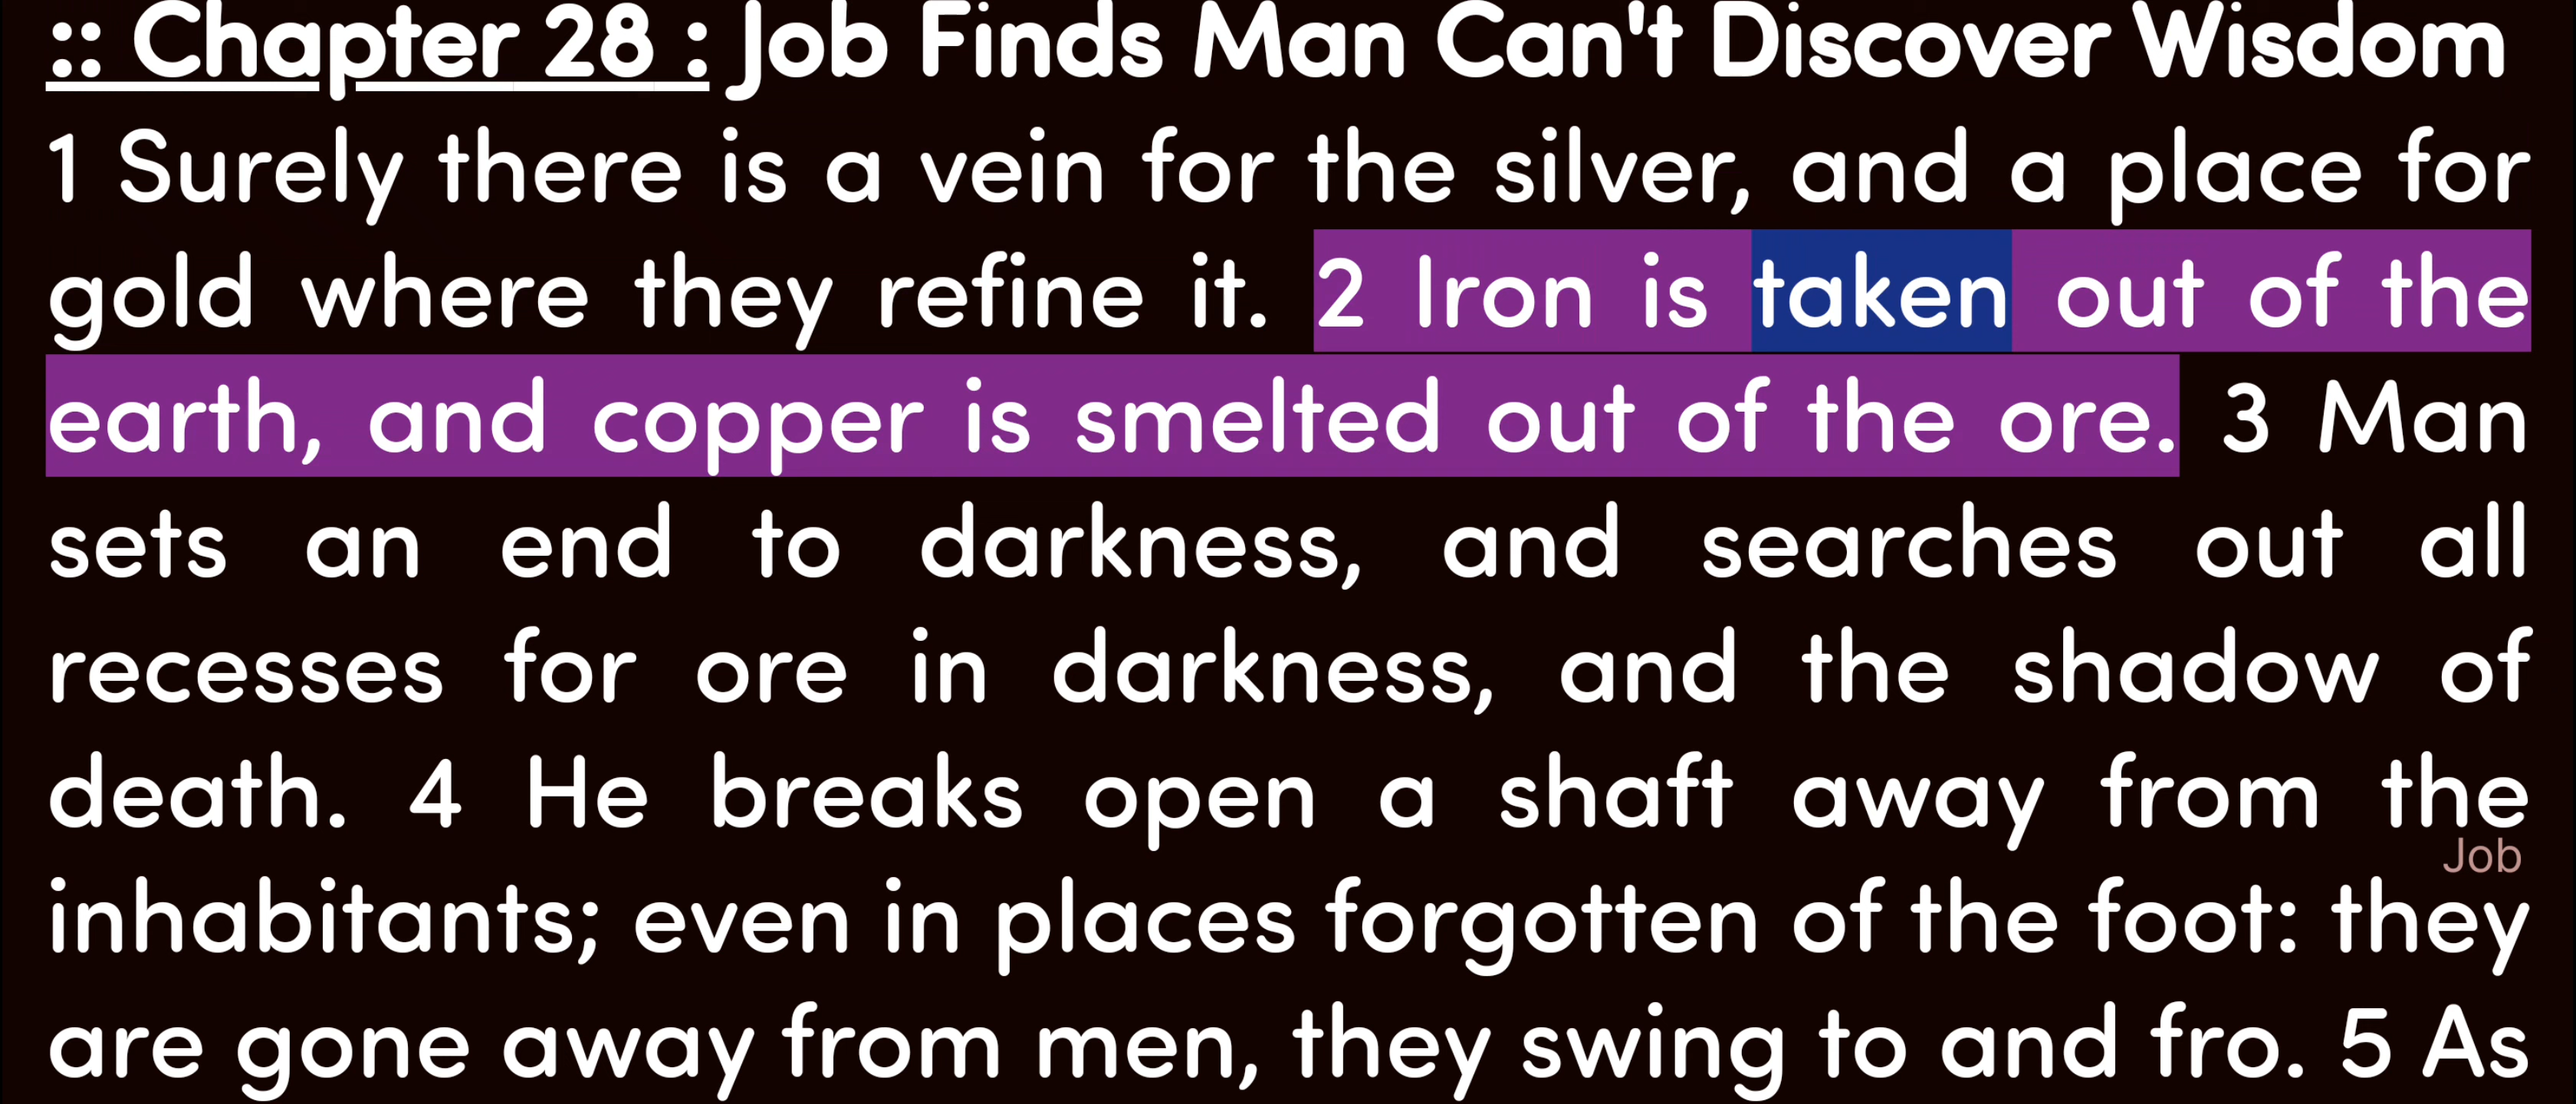 :: Chapter 28 : Job Finds Man Can't Discover Wisdom
1 Surely there is a vein for the silver, and a place for
gold where they refine it. 2 Iron is taken out of the
earth, and copper is smelted out of the ore. 3 Man
sets an end to darkness, and searches out all
recesses for ore in darkness, and the shadow of
death. 4 He breaks open a shaft away from the
Job
inhabitants; even in places forgotten of the foot: they
are gone away from men, they swing to and fro. 5 As